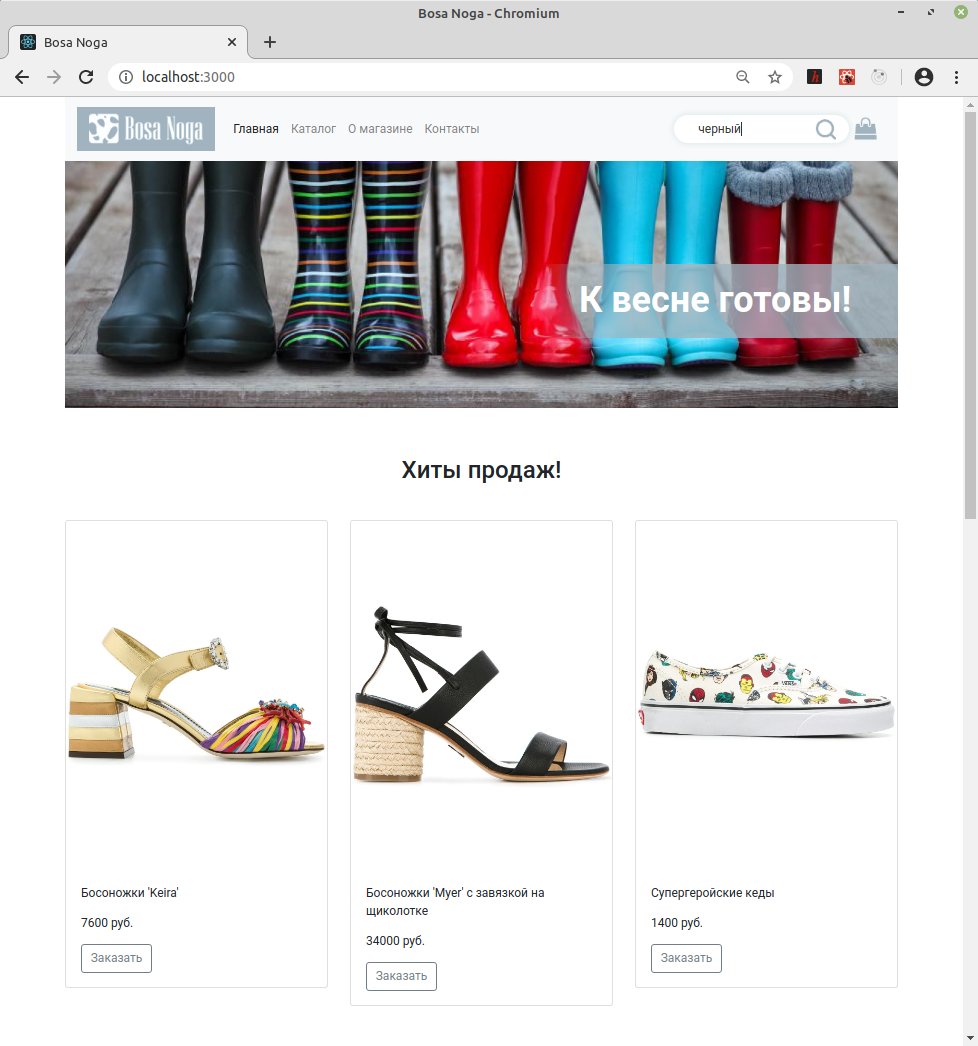 Bosa Noga - Chromium
Bosa Noga
localhost:3000
Bosa Noga
Главная Каталог О магазине Контакты
черный
К весне готовы!
Хиты продаж!
Босоножки 'Keira'
7600 руб.
Заказать
Босоножки 'Myer' с завязкой на
щиколотке
34000 руб.
Заказать
Супергеройские кеды
1400 руб.
Заказать